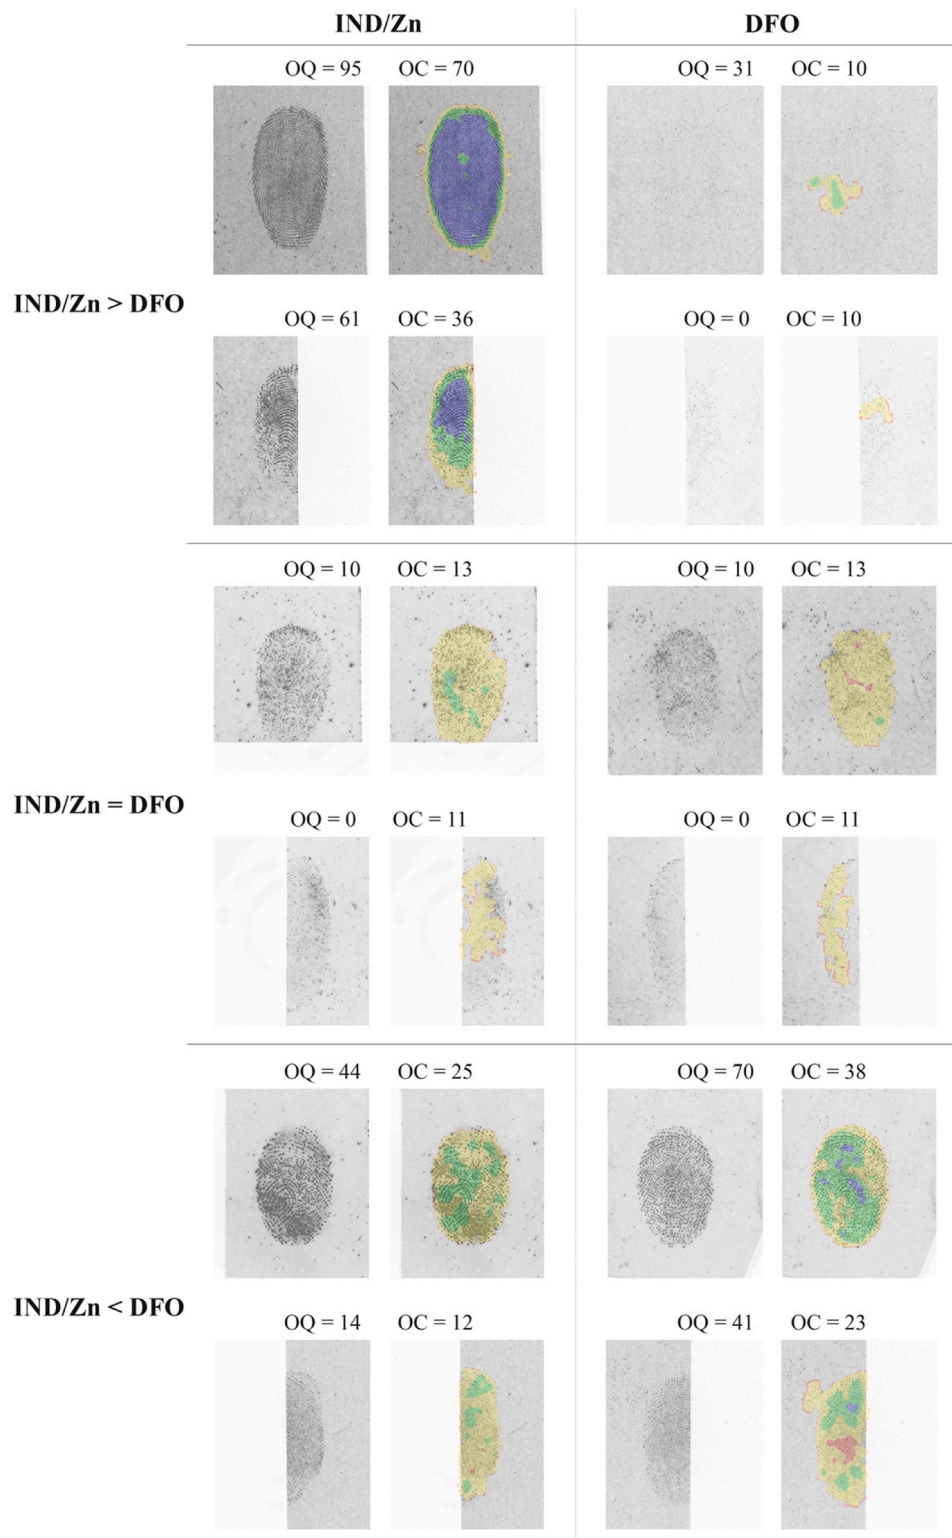 IND/Zn DFO
OQ = 95 OC = 70 OQ = 31 OC = 10
IND/Zn > DFO
OQ = 61 OC = 36 OQ = 0 OC = 10
OQ = 10 OC = 13 OQ = 10 OC = 13
IND/Zn = DFO
OQ = 0 OC = 11 OQ = 0 OC = 11
OQ = 44 OC = 25 OQ = 70 OC = 38
IND/Zn < DFO
OQ = 14 OC = 12 OQ = 41 OC = 23